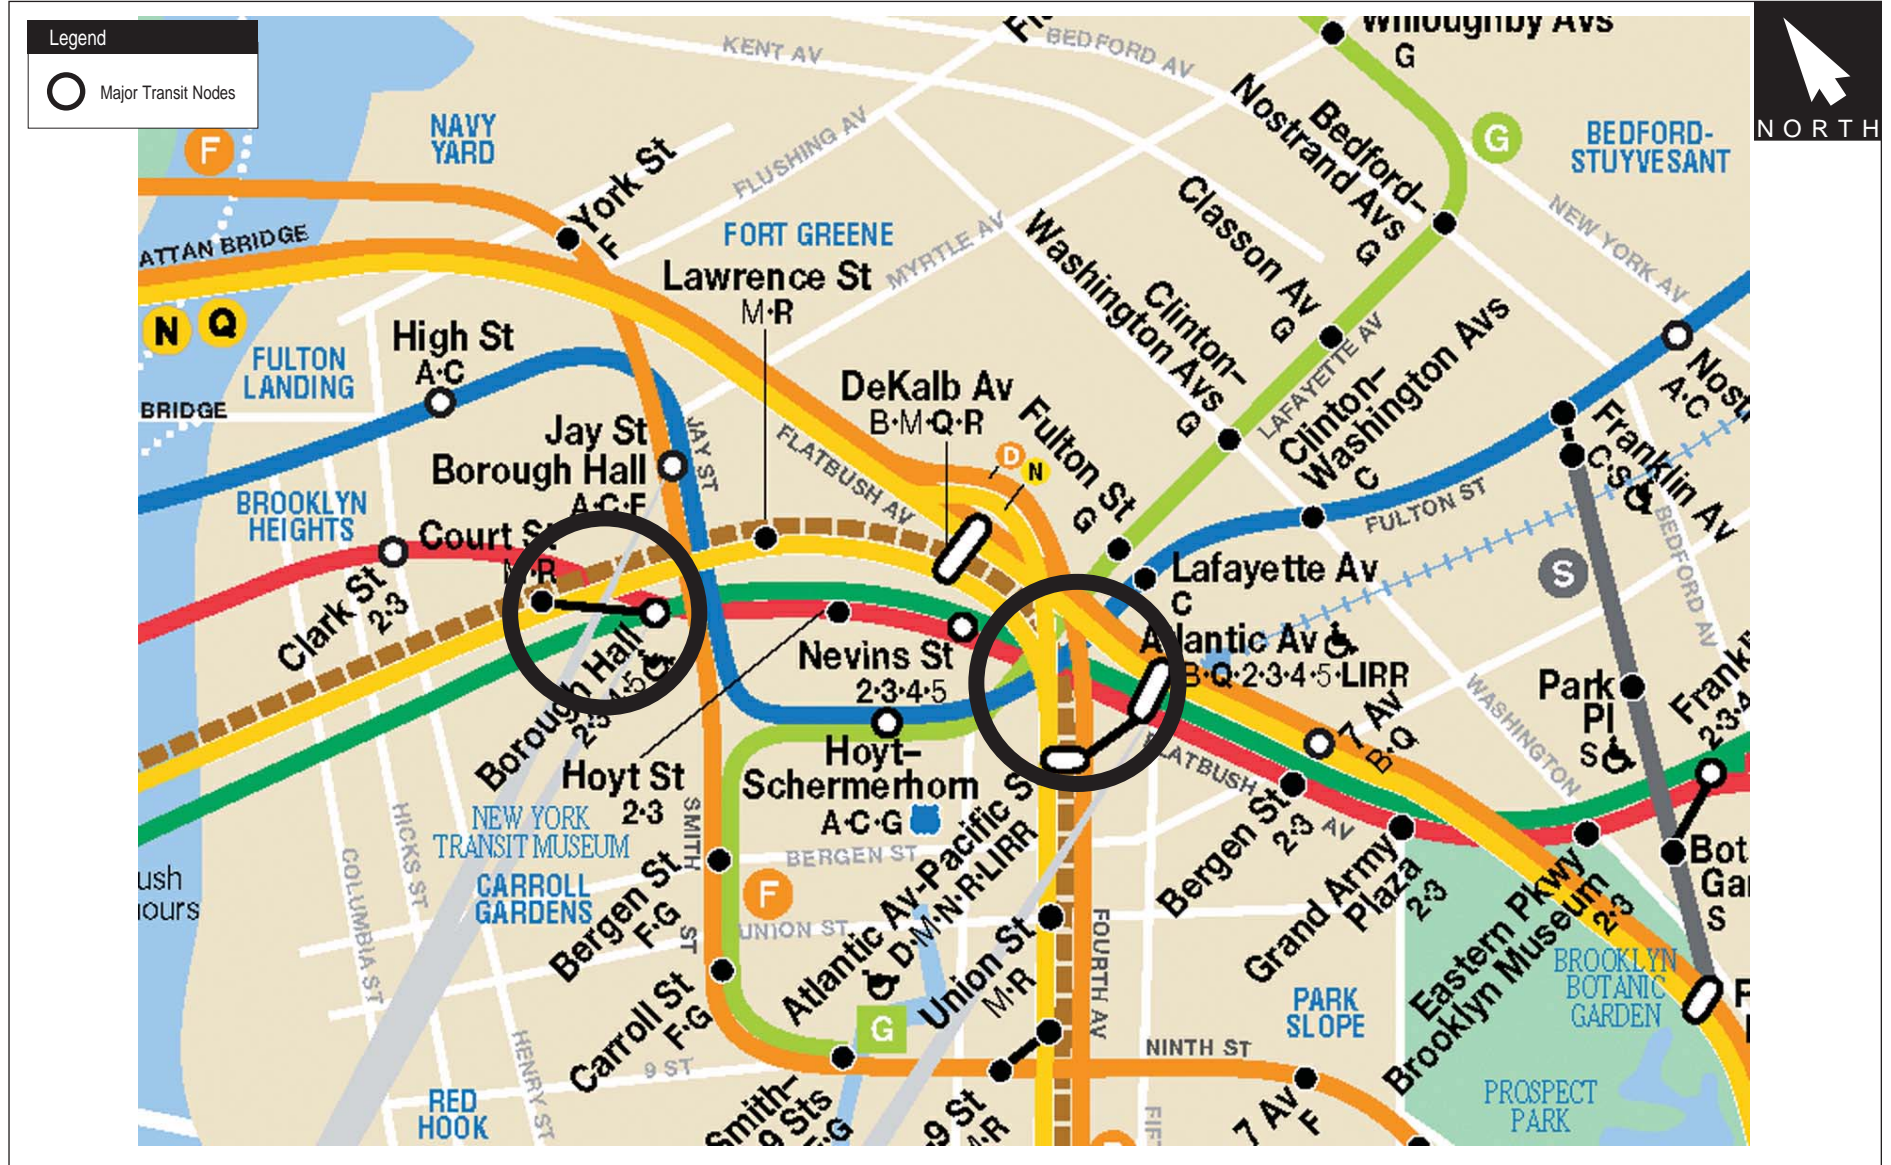 Legend
Major Transit Nodes
NORTH
Willoughby Avs
G
KENT AV
BEDFORD AV
NAVY
YARD
F
FLUSHING AV
York St
F
Bedford-
Nostrand Avs
G
G
BEDFORD-
STUYVESANT
NEW YORK AV
ATTAN BRIDGE
FORT GREENE
MYRTLE AV
Lawrence St
M•R
Washington Avs
Clinton-
G
Classon Av
G
LAFAYETTE AV
Clinton-
Washington Avs
C
N
Q
High St
A•C
FULTON
LANDING
BRIDGE
Jay St
Borough Hall
A•C•F
JAY ST
FLATBUSH AV
DeKalb Av
B•M•Q•R
D
N
Fulton St
G
FULTON ST
A•C
Franklin Av
C•S
BEDFORD AV
BROOKLYN
HEIGHTS
Court St
M•R
Clark St
2•3
Lafayette Av
C
S
Nevins St
2•3•4•5
Atlantic Av
B•Q•2•3•4•5•LIRR
Borough Hall
2•3•4•5
Hoyt St
2•3
Hoyt-
Schermerhorn
A•C•G
7 Av
B•Q
WASHINGTON
Park
Pl
S
2•3•4
FLATBUSH
AV
NEW YORK
TRANSIT MUSEUM
CARROLL
GARDENS
SMITH
ST
BERGEN ST
HICKS ST
COLUMBIA ST
HENRY ST
ush
ours
Bergen St
F•G
F
UNION ST
Atlantic Av-Pacific S
D•M•N•R•LIRR
Bergen St
2•3
Grand Army
Plaza
2•3
Eastern Pkwy
Brooklyn Museum
2•3
Bot
Ga
S
Carroll St
F•G
G
Union St
M•R
FOURTH AV
PARK
SLOPE
BROOKLYN
BOTANIC
GARDEN
9 ST
NINTH ST
RED
HOOK
Smith-
9 Sts
F•G
9 St
M•R
7 Av
F
PROSPECT
PARK